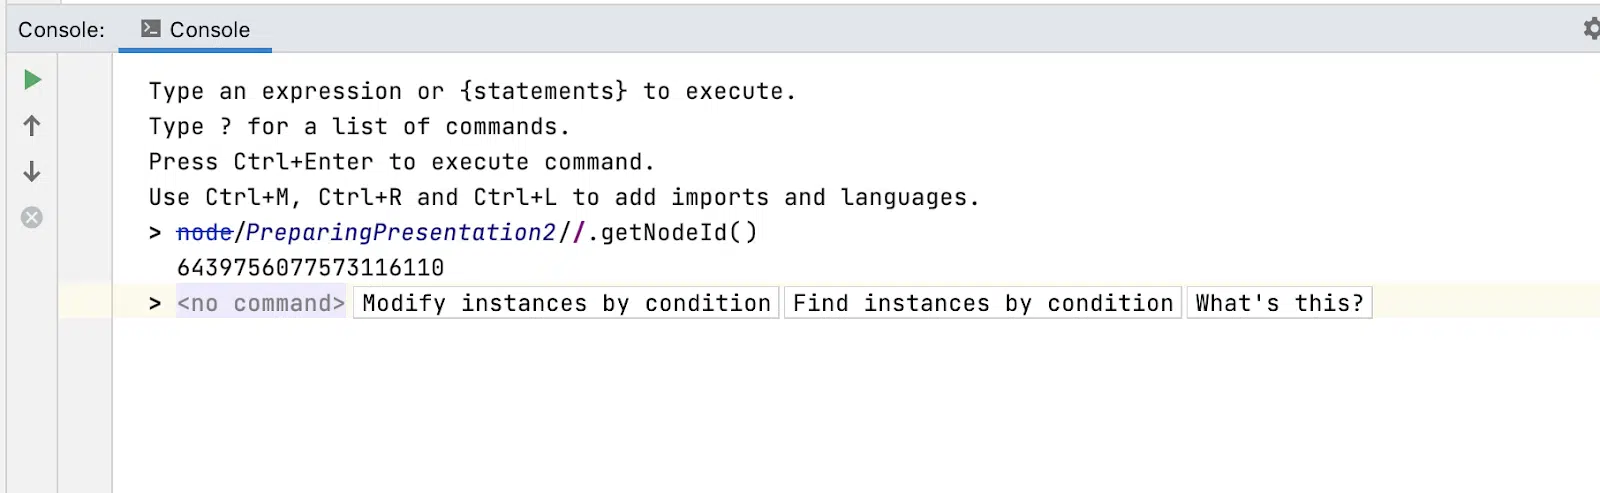 Console: Console
Type an expression or {statements} to execute.
Type ? for a list of commands.
Press Ctrl+Enter to execute command.
Use Ctrl+M, Ctrl+R and Ctrl+L to add imports and languages.
> node/PreparingPresentation2//.getNodeId()
6439756077573116110
> <no command> Modify instances by condition Find instances by condition What's this?